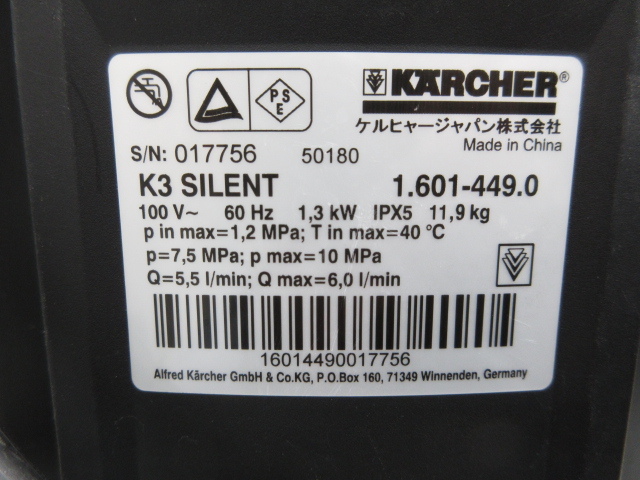 KÄRCHER®
P S E
ケルヒャージャパン株式会社
Made in China
S/N: 017756 50180
K3 SILENT 1.601-449.0
100 V~ 60 Hz 1,3 kW IPX5 11,9 kg
p in max=1,2 MPa; T in max=40 °C
p=7,5 MPa; p max=10 MPa
Q=5,5 l/min; Q max=6,0 l/min
16014490017756
Alfred Kärcher GmbH & Co.KG, P.O.Box 160, 71349 Winnenden, Germany